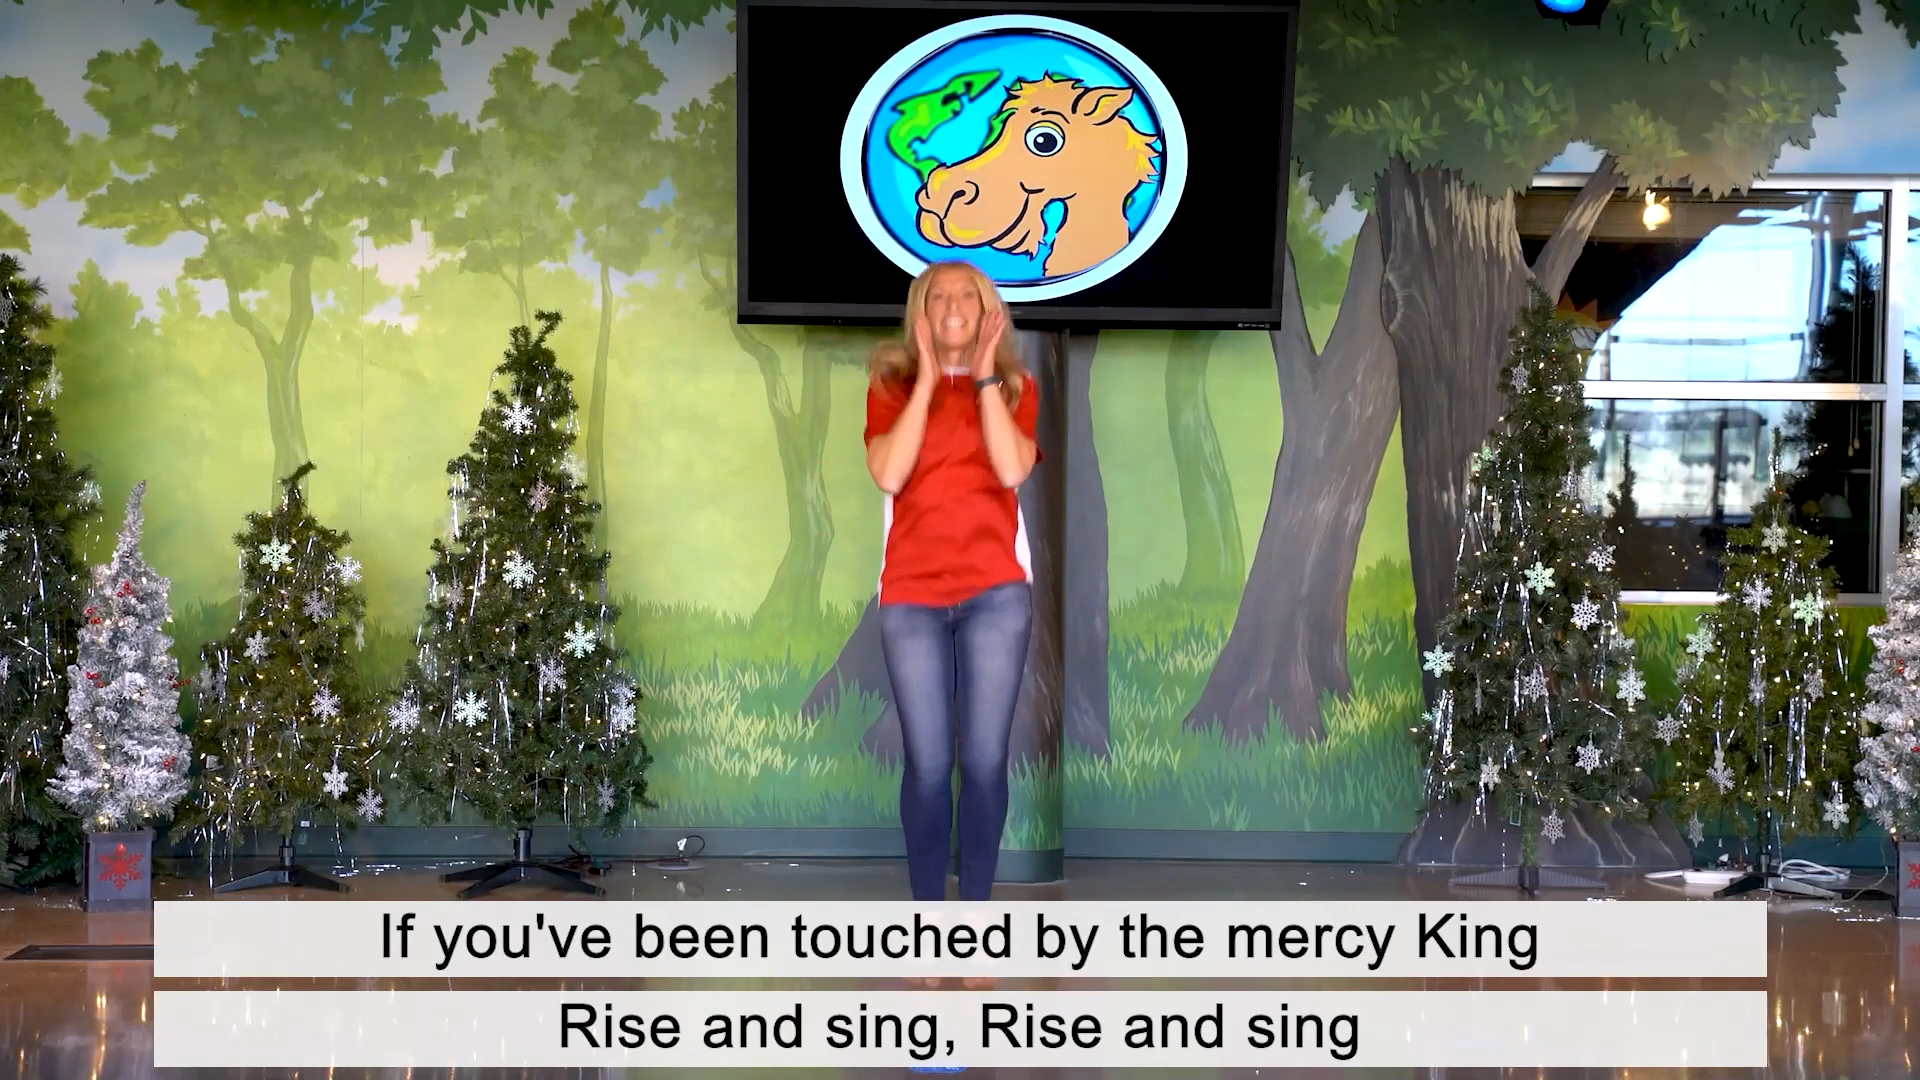 If you've been touched by the mercy King
Rise and sing, Rise and sing